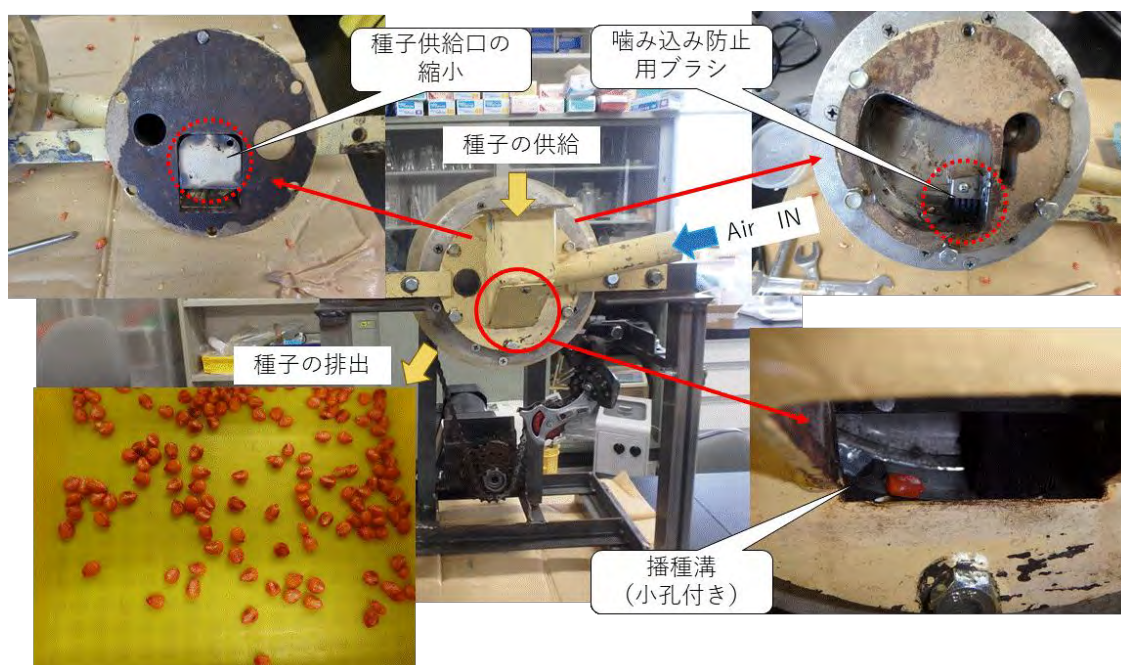 種子供給口の
縮小
噛み込み防止
用ブラシ
種子の供給
Air IN
種子の排出
播種溝
（小孔付き）